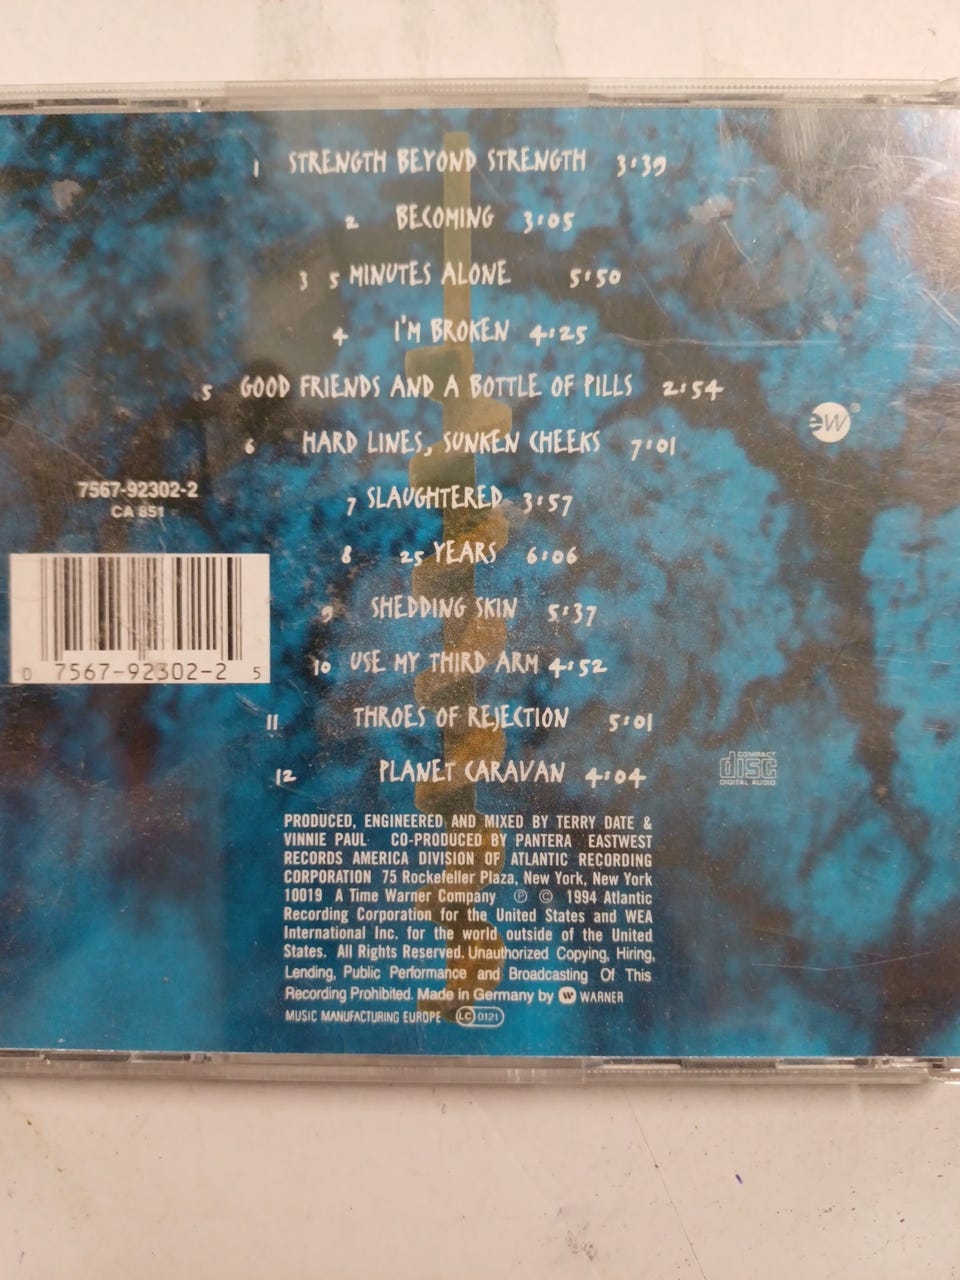 1 STRENGTH BEYOND STRENGTH 3:39
2 BECOMING 3:05
3 5 MINUTES ALONE 5:50
4 I'M BROKEN 4:25
5 GOOD FRIENDS AND A BOTTLE OF PILLS 2:54
6 HARD LINES, SUNKEN CHEEKS 7:01
7 SLAUGHTERED 3:57
8 25 YEARS 6:06
9 SHEDDING SKIN 5:37
10 USE MY THIRD ARM 4:52
11 THROES OF REJECTION 5:01
12 PLANET CARAVAN 4:04
EW®
7567-92302-2
CA 851
0 7567-92302-2 5
COMPACT
disc
DIGITAL AUDIO
PRODUCED, ENGINEERED AND MIXED BY TERRY DATE &
VINNIE PAUL CO-PRODUCED BY PANTERA EASTWEST
RECORDS AMERICA DIVISION OF ATLANTIC RECORDING
CORPORATION 75 Rockefeller Plaza, New York, New York
10019 A Time Warner Company ℗ © 1994 Atlantic
Recording Corporation for the United States and WEA
International Inc. for the world outside of the United
States. All Rights Reserved. Unauthorized Copying, Hiring,
Lending, Public Performance and Broadcasting Of This
Recording Prohibited. Made in Germany by WARNER
MUSIC MANUFACTURING EUROPE LC 0121